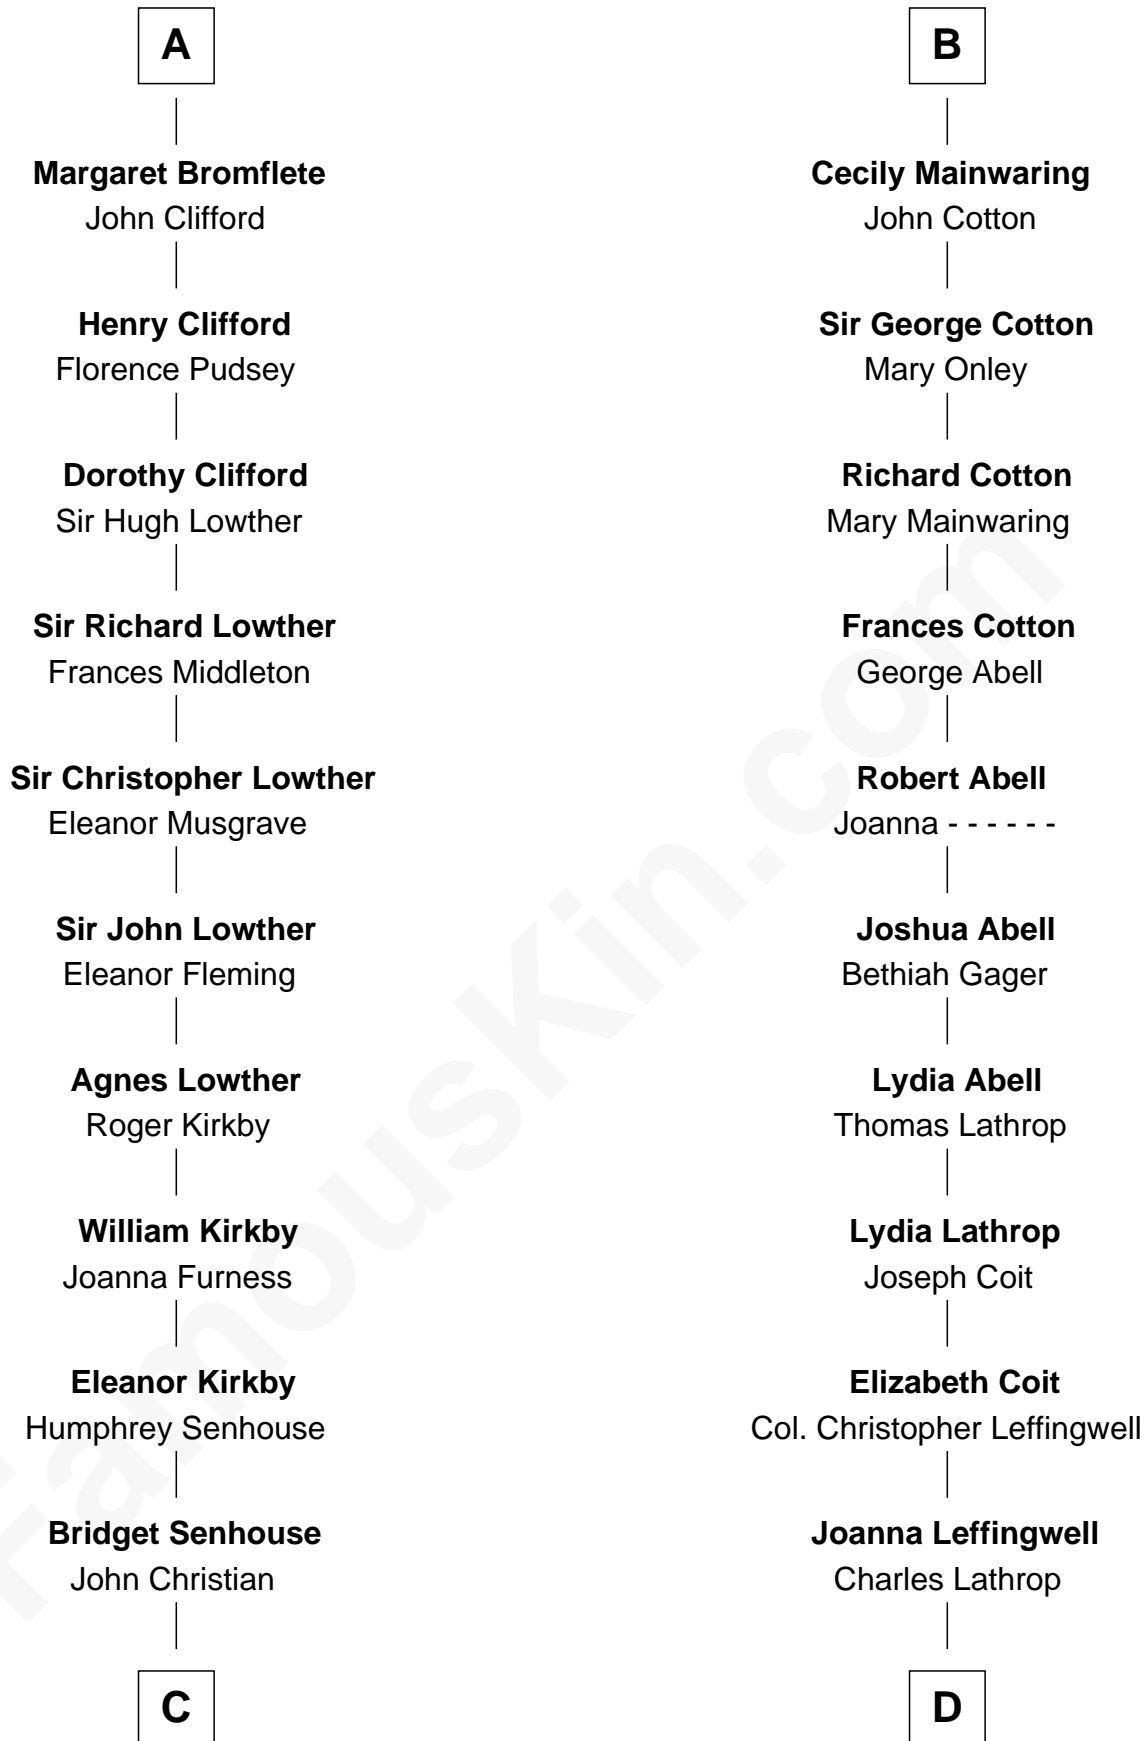 A
Margaret Bromflete
John Clifford
Henry Clifford
Florence Pudsey
Dorothy Clifford
Sir Hugh Lowther
Sir Richard Lowther
Frances Middleton
Sir Christopher Lowther
Eleanor Musgrave
Sir John Lowther
Eleanor Fleming
Agnes Lowther
Roger Kirkby
William Kirkby
Joanna Furness
Eleanor Kirkby
Humphrey Senhouse
Bridget Senhouse
John Christian
C
B
Cecily Mainwaring
John Cotton
Sir George Cotton
Mary Onley
Richard Cotton
Mary Mainwaring
Frances Cotton
George Abell
Robert Abell
Joanna - - - - - -
Joshua Abell
Bethiah Gager
Lydia Abell
Thomas Lathrop
Lydia Lathrop
Joseph Coit
Elizabeth Coit
Col. Christopher Leffingwell
Joanna Leffingwell
Charles Lathrop
D
FamousKin.com